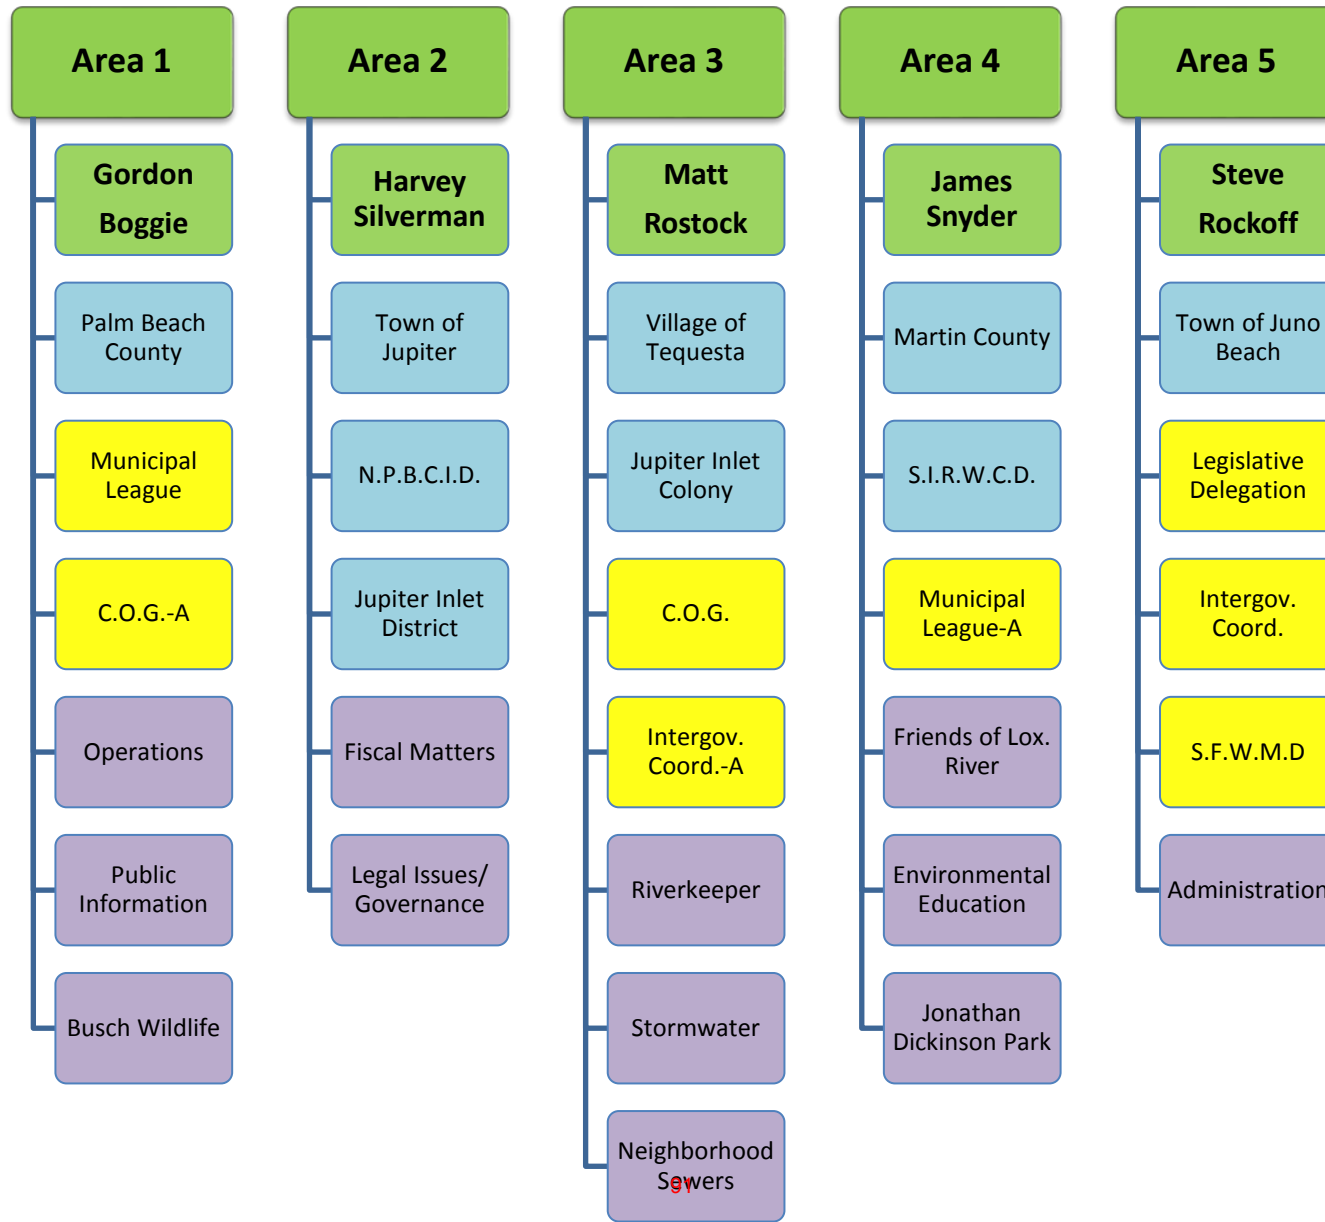 Area 1
Gordon
Boggie
Palm Beach
County
Municipal
League
C.O.G.-A
Operations
Public
Information
Busch Wildlife
Area 2
Harvey
Silverman
Town of
Jupiter
N.P.B.C.I.D.
Jupiter Inlet
District
Fiscal Matters
Legal Issues/
Governance
Area 3
Matt
Rostock
Village of
Tequesta
Jupiter Inlet
Colony
C.O.G.
Intergov.
Coord.-A
Riverkeeper
Stormwater
Neighborhood
Sewers
91
Area 4
James
Snyder
Martin County
S.I.R.W.C.D.
Municipal
League-A
Friends of Lox.
River
Environmental
Education
Jonathan
Dickinson Park
Area 5
Steve
Rockoff
Town of Juno
Beach
Legislative
Delegation
Intergov.
Coord.
S.F.W.M.D
Administration